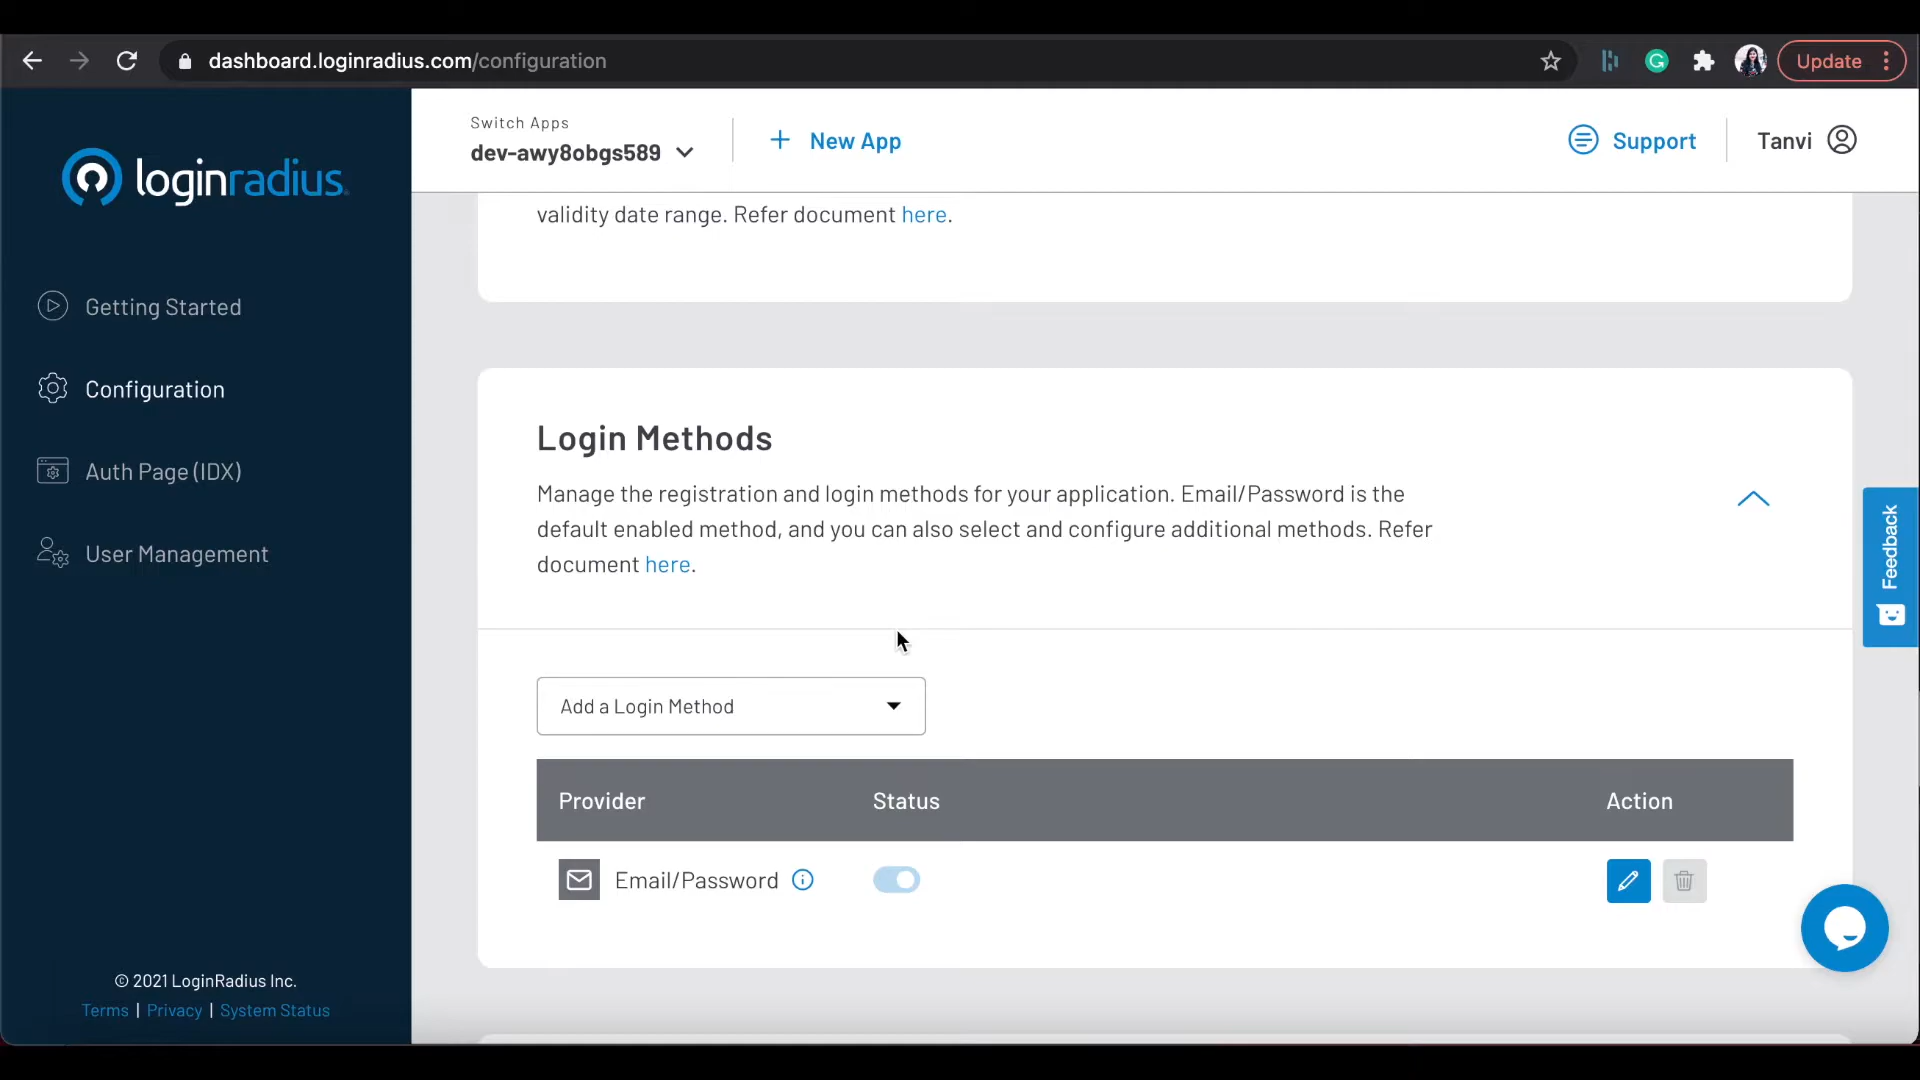 dashboard.loginradius.com/configuration
Update
loginradius
Switch Apps
dev-awy8obgs589
New App
Support
Tanvi
Getting Started
Configuration
Auth Page (IDX)
User Management
validity date range. Refer document here.
Login Methods
Manage the registration and login methods for your application. Email/Password is the
default enabled method, and you can also select and configure additional methods. Refer
document here.
Add a Login Method
Provider Status Action
Email/Password
Feedback
© 2021 LoginRadius Inc.
Terms | Privacy | System Status